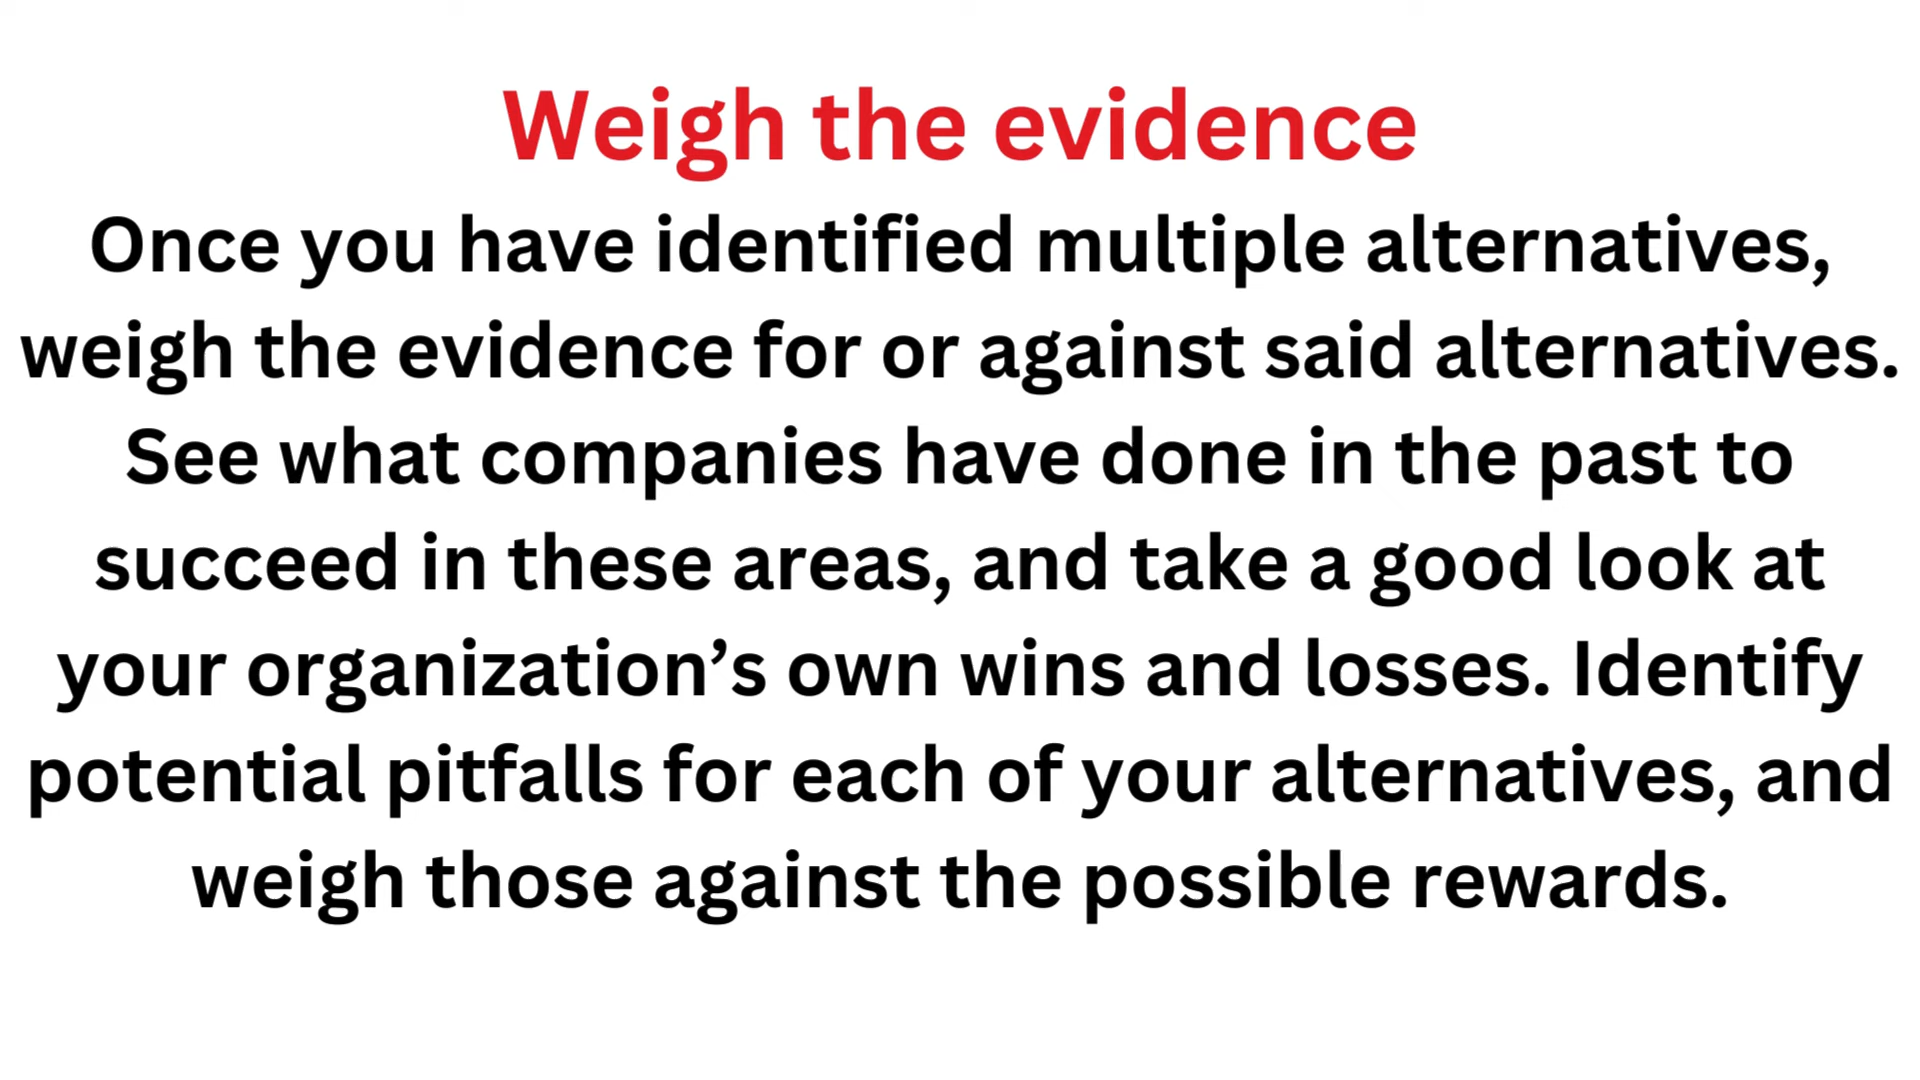 Weigh the evidence
Once you have identified multiple alternatives,
weigh the evidence for or against said alternatives.
See what companies have done in the past to
succeed in these areas, and take a good look at
your organization’s own wins and losses. Identify
potential pitfalls for each of your alternatives, and
weigh those against the possible rewards.